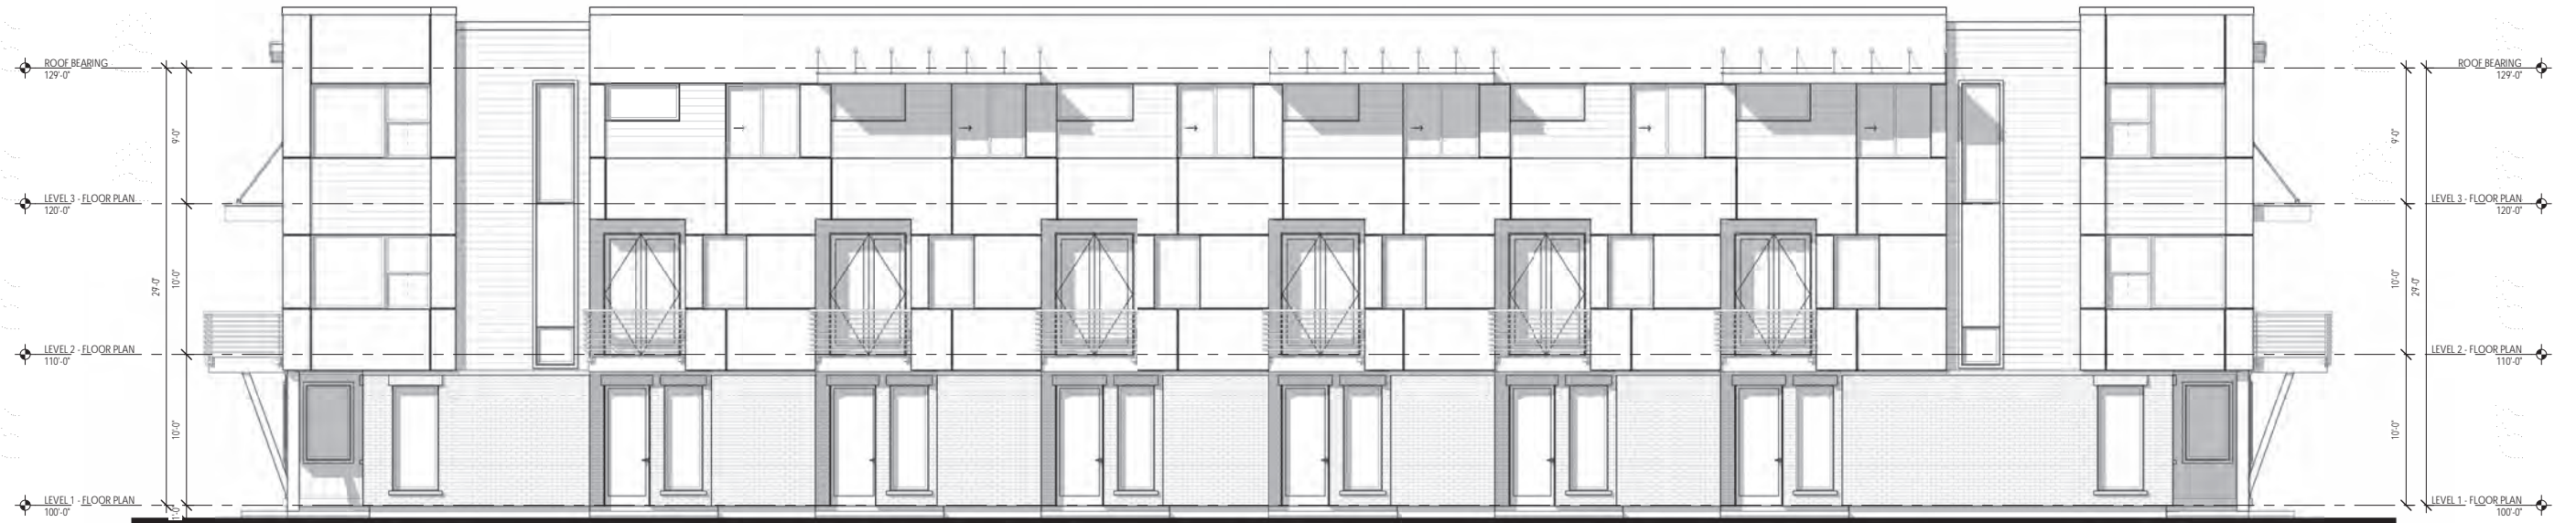 ROOF BEARING
129'-0"
LEVEL 3 - FLOOR PLAN
120'-0"
LEVEL 2 - FLOOR PLAN
110'-0"
LEVEL 1 - FLOOR PLAN
100'-0"
29'-0"
9'-0"
10'-0"
10'-0"
1'-0"
9'-0"
10'-0"
10'-0"
29'-0"
ROOF BEARING
129'-0"
LEVEL 3 - FLOOR PLAN
120'-0"
LEVEL 2 - FLOOR PLAN
110'-0"
LEVEL 1 - FLOOR PLAN
100'-0"